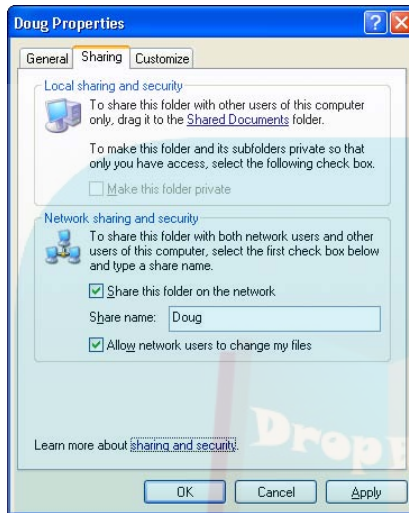 Doug Properties
General Sharing Customize
Local sharing and security
To share this folder with other users of this computer
only, drag it to the Shared Documents folder.
To make this folder and its subfolders private so that
only you have access, select the following check box.
Make this folder private
Network sharing and security
To share this folder with both network users and other
users of this computer, select the first check box below
and type a share name.
Share this folder on the network
Share name: Doug
Allow network users to change my files
Drop
Learn more about sharing and security.
OK Cancel Apply